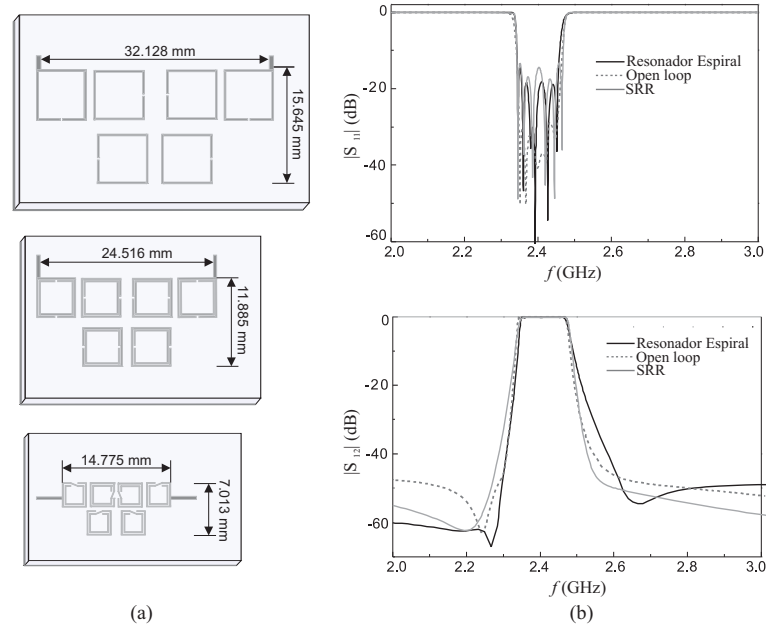 32.128 mm
15.645 mm
24.516 mm
11.885 mm
14.775 mm
7.013 mm
(a)
0
-20
-40
-60
|S 11| (dB)
Resonador Espiral
Open loop
SRR
2.0 2.2 2.4 2.6 2.8 3.0
f (GHz)
0
-20
-40
-60
|S 12| (dB)
Resonador Espiral
Open loop
SRR
2.0 2.2 2.4 2.6 2.8 3.0
f (GHz)
(b)